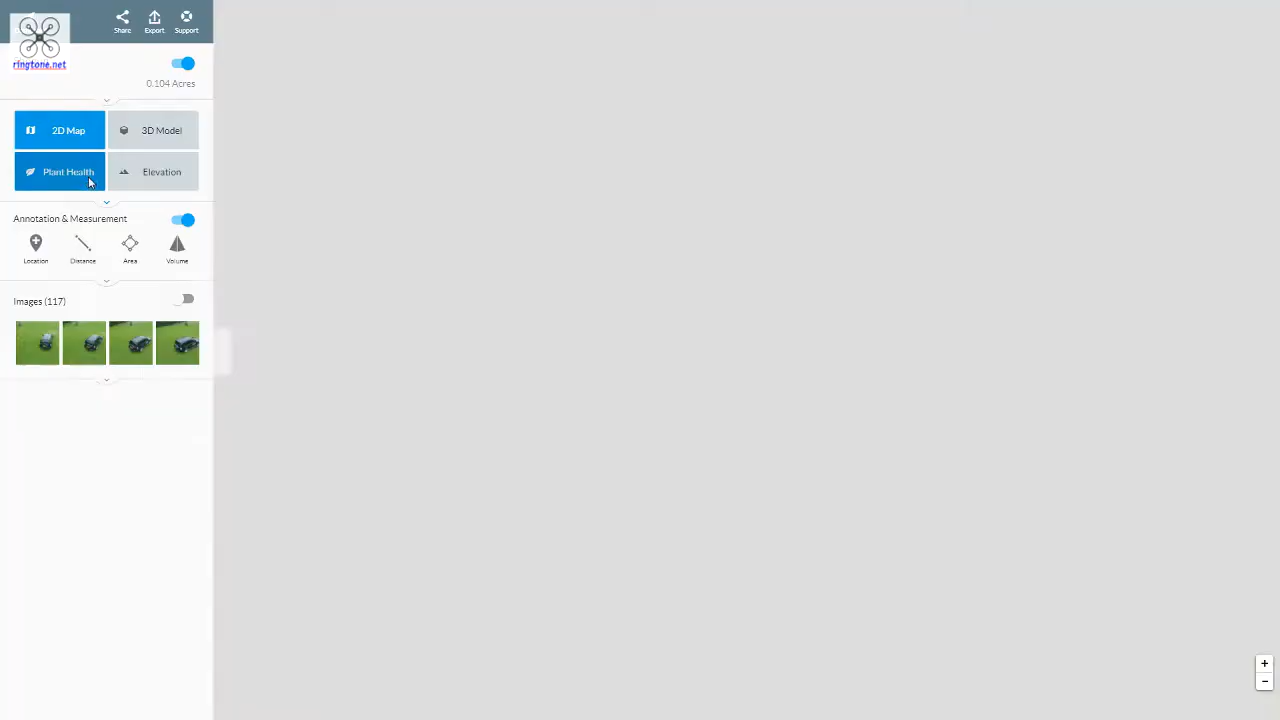 Share Export Support
ringtone.net
0.104 Acres
2D Map 3D Model
Plant Health Elevation
Annotation & Measurement
Location Distance Area Volume
Images (117)
+
−